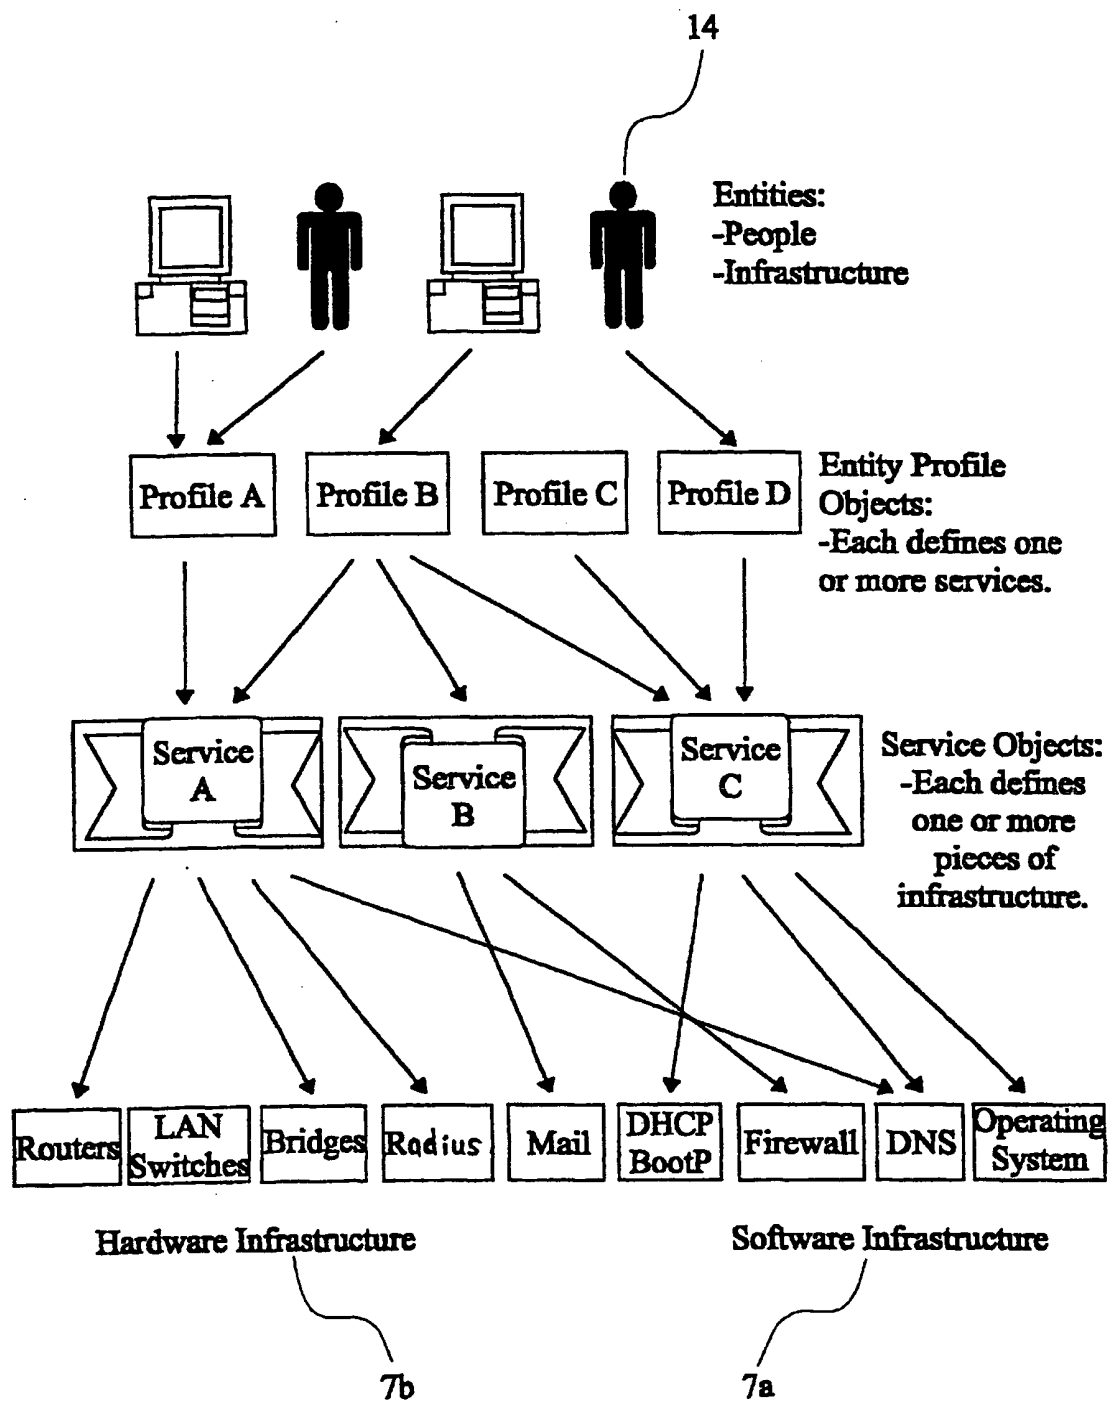 14
Entities:
-People
-Infrastructure
Profile A
Profile B
Profile C
Profile D
Entity Profile
Objects:
-Each defines one
or more services.
Service
A
Service
B
Service
C
Service Objects:
-Each defines
one or more
pieces of
infrastructure.
Routers
LAN
Switches
Bridges
Radius
Mail
DHCP
BootP
Firewall
DNS
Operating
System
Hardware Infrastructure
Software Infrastructure
7b
7a